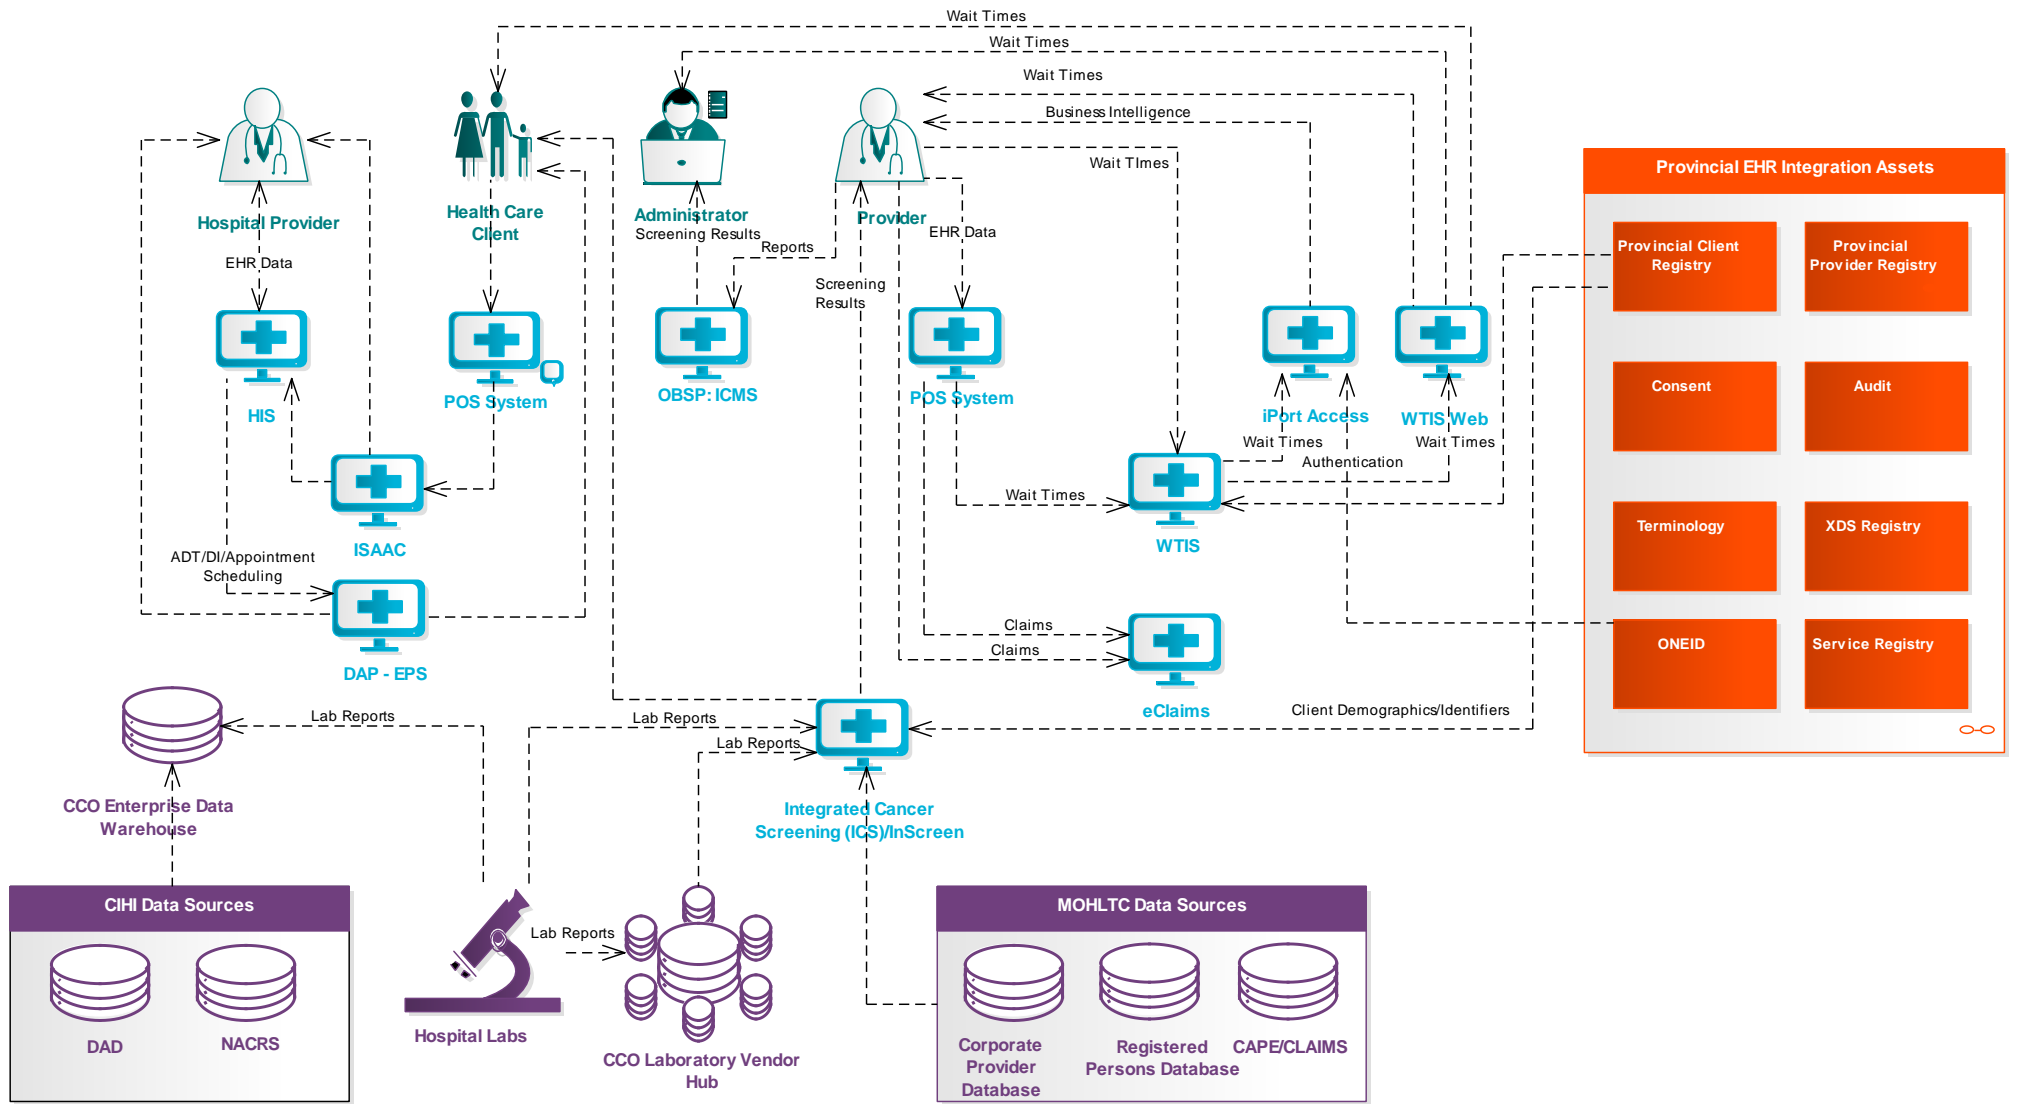 Wait Times
Wait Times
Wait Times
Business Intelligence
Wait TImes
Provincial EHR Integration Assets
Hospital Provider
Health Care
Client
Administrator
Screening Results
Provider
Reports
EHR Data
EHR Data
Screening
Results
Provincial Client
Registry
Provincial
Provider Registry
HIS
POS System
OBSP: ICMS
POS System
iPort Access
WTIS Web
Consent
Audit
Wait Times
Wait Times
Authentication
Wait Times
ISAAC
WTIS
Terminology
XDS Registry
ADT/DI/Appointment
Scheduling
DAP - EPS
Claims
Claims
eClaims
ONEID
Service Registry
Lab Reports
Lab Reports
Lab Reports
Client Demographics/Identifiers
CCO Enterprise Data
Warehouse
Integrated Cancer
Screening (ICS)/InScreen
CIHI Data Sources
DAD
NACRS
Lab Reports
Hospital Labs
CCO Laboratory Vendor
Hub
MOHLTC Data Sources
Corporate
Provider
Database
Registered
Persons Database
CAPE/CLAIMS